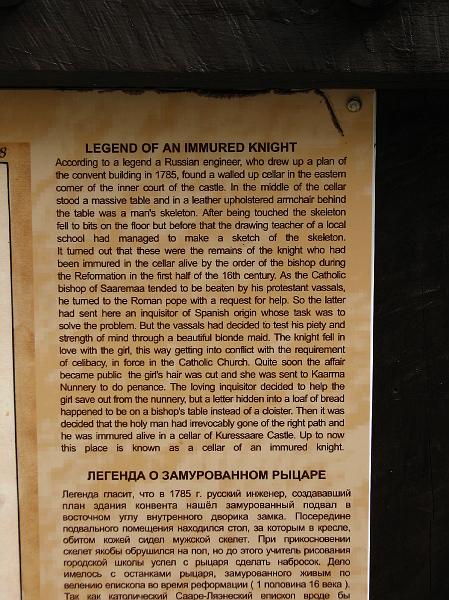 8
LEGEND OF AN IMMURED KNIGHT
According to a legend a Russian engineer, who drew up a plan of
the convent building in 1785, found a walled up cellar in the eastern
corner of the inner court of the castle. In the middle of the cellar
stood a massive table and in a leather upholstered armchair behind
the table was a man's skeleton. After being touched the skeleton
fell to bits on the floor but before that the drawing teacher of a local
school had managed to make a sketch of the skeleton.
It turned out that these were the remains of the knight who had
been immured in the cellar alive by the order of the bishop during
the Reformation in the first half of the 16th century. As the Catholic
bishop of Saaremaa tended to be beaten by his protestant vassals,
he turned to the Roman pope with a request for help. So the latter
had sent here an inquisitor of Spanish origin whose task was to
solve the problem. But the vassals had decided to test his piety and
strength of mind through a beautiful blonde maid. The knight fell in
love with the girl, this way getting into conflict with the requirement
of celibacy, in force in the Catholic Church. Quite soon the affair
became public the girl's hair was cut and she was sent to Kaarma
Nunnery to do penance. The loving inquisitor decided to help the
girl save out from the nunnery, but a letter hidden into a loaf of bread
happened to be on a bishop's table instead of a cloister. Then it was
decided that the holy man had irrevocably gone of the right path and
he was immured alive in a cellar of Kuressaare Castle. Up to now
this place is known as a cellar of an immured knight.
ЛЕГЕНДА О ЗАМУРОВАННОМ РЫЦАРЕ
Легенда гласит, что в 1785 г. русский инженер, создававший
план здания конвента нашёл замурованный подвал в
восточном углу внутреннего дворика замка. Посередине
подвального помещения находился стол, за которым в кресле,
обитом кожей сидел мужской скелет. При прикосновении
скелет якобы обрушился на пол, но до этого учитель рисования
городской школы успел с рыцаря сделать набросок. Дело
имелось с останками рыцаря, замурованного живым по
велению епископа во время реформации ( 1 половина 16 века ).
Так как католический Сааре-Ляэнеский епископ вроде бы